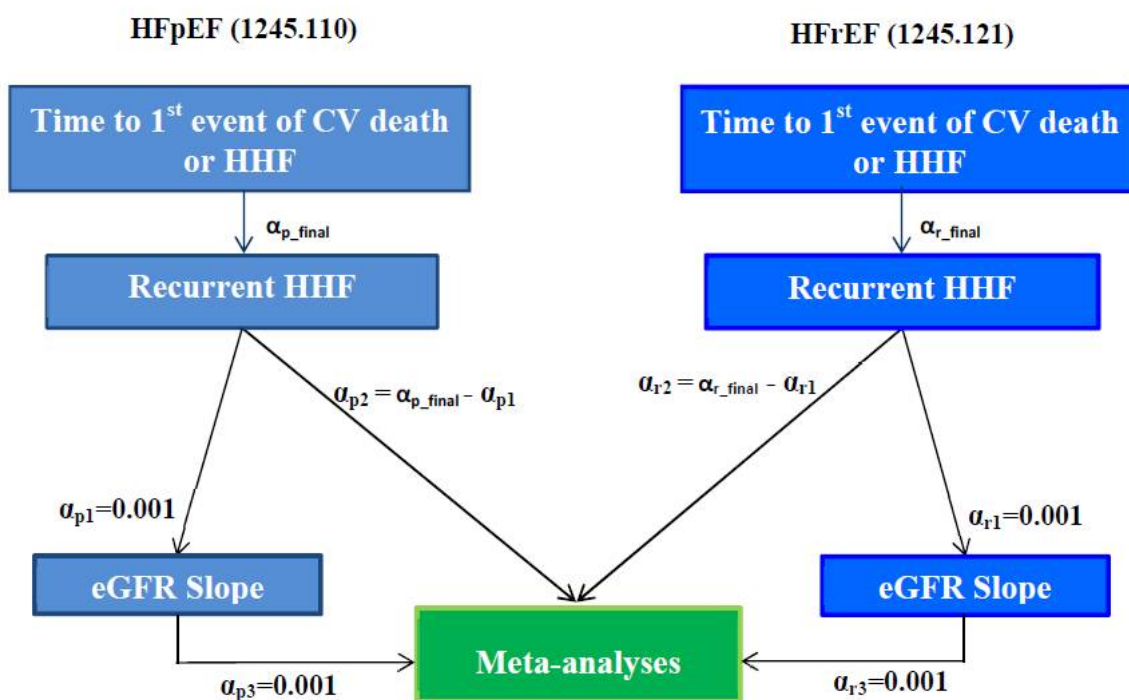 HFpEF (1245.110)
HFrEF (1245.121)
Time to 1st event of CV death
or HHF
Time to 1st event of CV death
or HHF
αp_final
αr_final
Recurrent HHF
Recurrent HHF
αp2 = αp_final - αp1
αr2 = αr_final - αr1
αp1=0.001
αr1=0.001
eGFR Slope
eGFR Slope
Meta-analyses
αp3=0.001
αr3=0.001